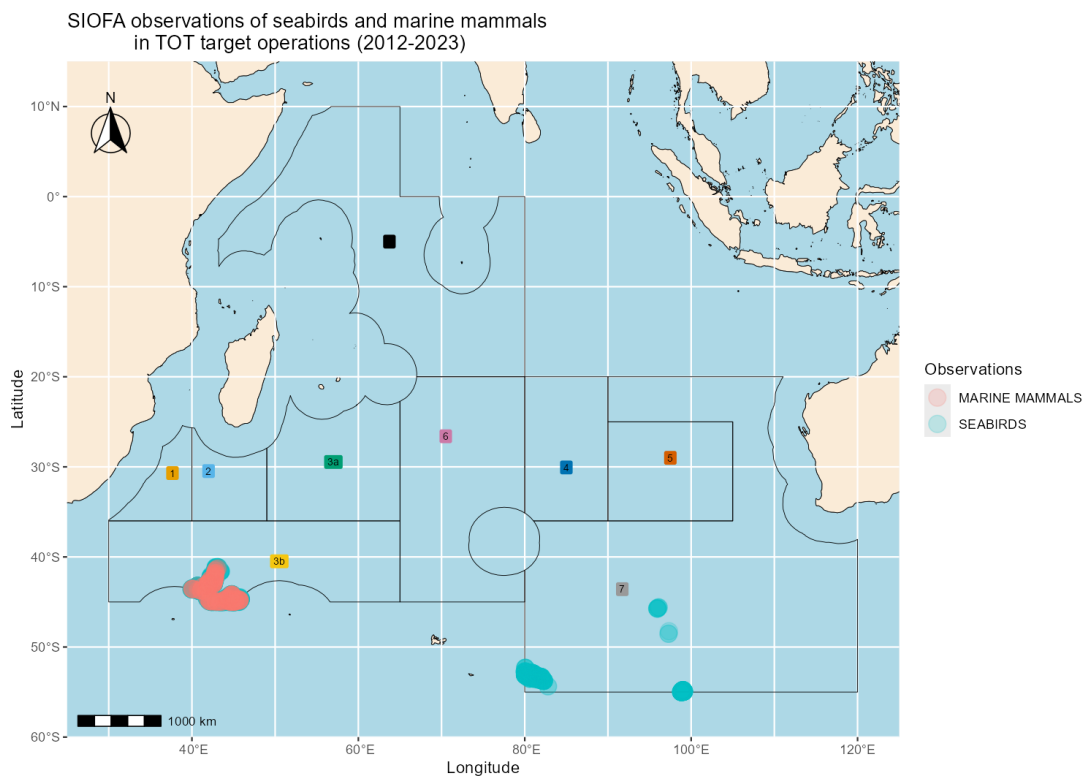 SIOFA observations of seabirds and marine mammals
in TOT target operations (2012-2023)
N
10°N
0°
10°S
20°S
30°S
40°S
50°S
60°S
Latitude
6
3a
4
5
1
2
3b
7
1000 km
40°E
60°E
80°E
100°E
120°E
Longitude
Observations
MARINE MAMMALS
SEABIRDS